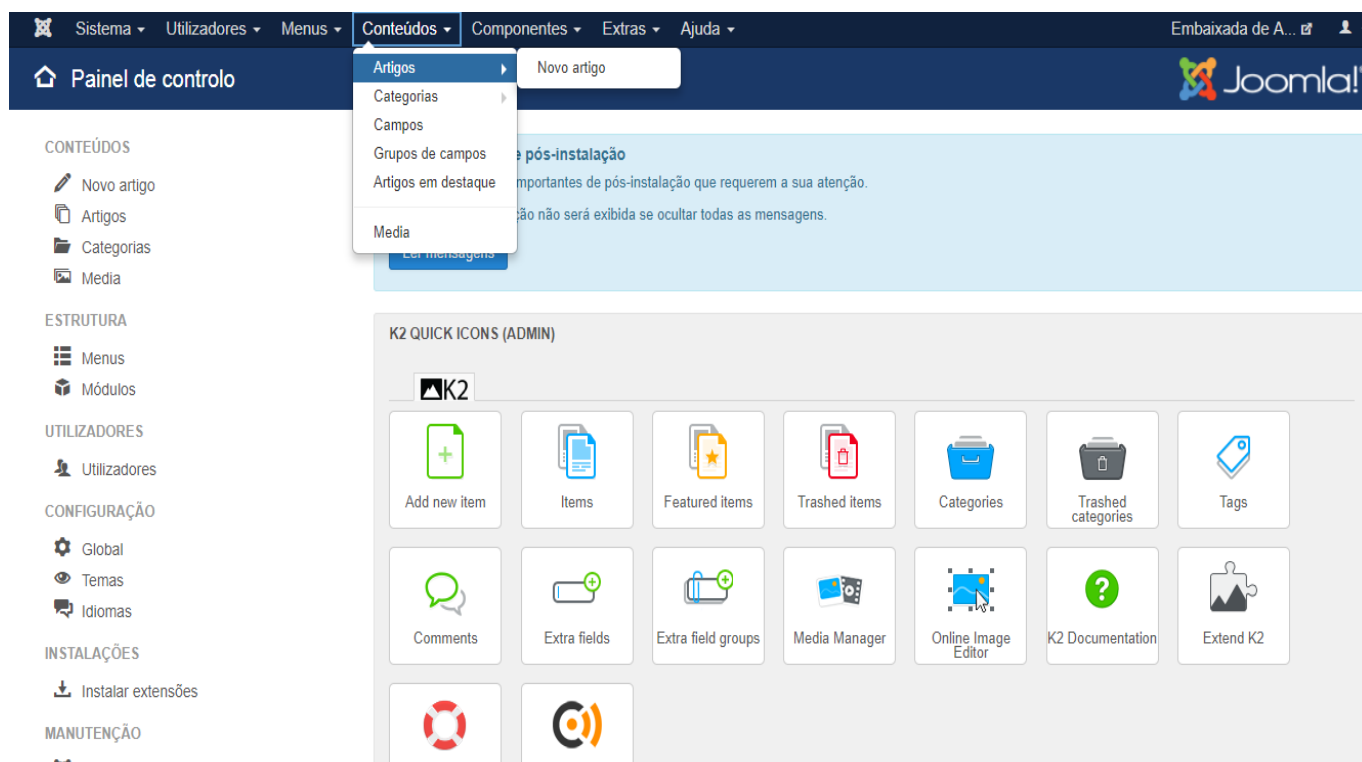 Sistema Utilizadores Menus Conteúdos Componentes Extras Ajuda Embaixada de A...
Painel de controlo
Joomla!
Artigos
Novo artigo
Categorias
Campos
Grupos de campos
Artigos em destaque
Media
CONTEÚDOS
Novo artigo
Artigos
Categorias
Media
ESTRUTURA
Menus
Módulos
UTILIZADORES
Utilizadores
CONFIGURAÇÃO
Global
Temas
Idiomas
INSTALAÇÕES
Instalar extensões
MANUTENÇÃO
pós-instalação
importantes de pós-instalação que requerem a sua atenção.
não será exibida se ocultar todas as mensagens.
Ler mensagens
K2 QUICK ICONS (ADMIN)
K2
Add new item
Items
Featured items
Trashed items
Categories
Trashed
categories
Tags
Comments
Extra fields
Extra field groups
Media Manager
Online Image
Editor
K2 Documentation
Extend K2